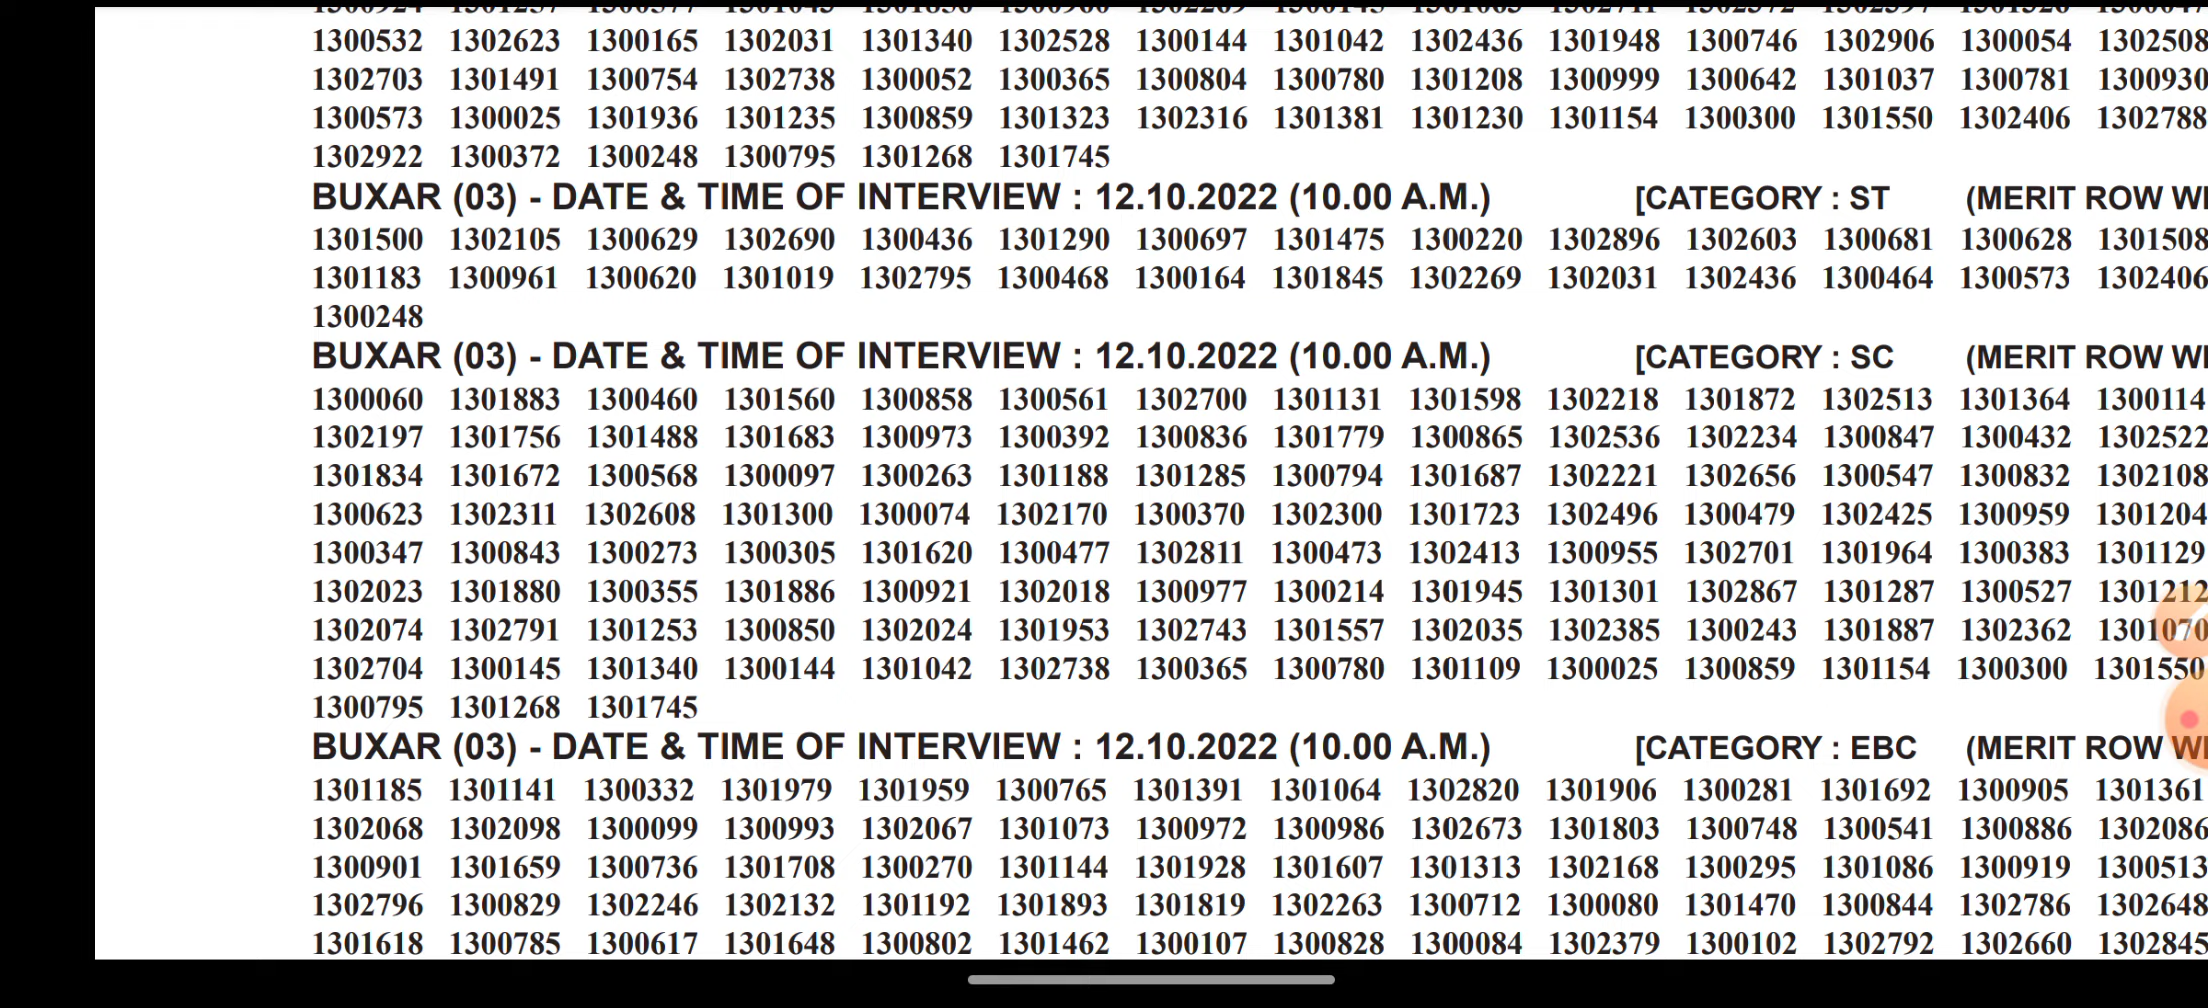 1300532 1302623 1300165 1302031 1301340 1302528 1300144 1301042 1302436 1301948 1300746 1302906 1300054 1302508
1302703 1301491 1300754 1302738 1300052 1300365 1300804 1300780 1301208 1300999 1300642 1301037 1300781 1300930
1300573 1300025 1301936 1301235 1300859 1301323 1302316 1301381 1301230 1301154 1300300 1301550 1302406 1302788
1302922 1300372 1300248 1300795 1301268 1301745
BUXAR (03) - DATE & TIME OF INTERVIEW : 12.10.2022 (10.00 A.M.) [CATEGORY : ST (MERIT ROW
1301500 1302105 1300629 1302690 1300436 1301290 1300697 1301475 1300220 1302896 1302603 1300681 1300628 1301508
1301183 1300961 1300620 1301019 1302795 1300468 1300164 1301845 1302269 1302031 1302436 1300464 1300573 1302406
1300248
BUXAR (03) - DATE & TIME OF INTERVIEW : 12.10.2022 (10.00 A.M.) [CATEGORY : SC (MERIT ROW
1300060 1301883 1300460 1301560 1300858 1300561 1302700 1301131 1301598 1302218 1301872 1302513 1301364 1300114
1302197 1301756 1301488 1301683 1300973 1300392 1300836 1301779 1300865 1302536 1302234 1300847 1300432 1302522
1301834 1301672 1300568 1300097 1300263 1301188 1301285 1300794 1301687 1302221 1302656 1300547 1300832 1302108
1300623 1302311 1302608 1301300 1300074 1302170 1300370 1302300 1301723 1302496 1300479 1302425 1300959 1301204
1300347 1300843 1300273 1300305 1301620 1300477 1302811 1300473 1302413 1300955 1302701 1301964 1300383 1301129
1302023 1301880 1300355 1301886 1300921 1302018 1300977 1300214 1301945 1301301 1302867 1301287 1300527 1301212
1302074 1302791 1301253 1300850 1302024 1301953 1302743 1301557 1302035 1302385 1300243 1301887 1302362 1301070
1302704 1300145 1301340 1300144 1301042 1302738 1300365 1300780 1301109 1300025 1300859 1301154 1300300 1301550
1300795 1301268 1301745
BUXAR (03) - DATE & TIME OF INTERVIEW : 12.10.2022 (10.00 A.M.) [CATEGORY : EBC (MERIT ROW
1301185 1301141 1300332 1301979 1301959 1300765 1301391 1301064 1302820 1301906 1300281 1301692 1300905 1301361
1302068 1302098 1300099 1300993 1302067 1301073 1300972 1300986 1302673 1301803 1300748 1300541 1300886 1302086
1300901 1301659 1300736 1301708 1300270 1301144 1301928 1301607 1301313 1302168 1300295 1301086 1300919 1300513
1302796 1300829 1302246 1302132 1301192 1301893 1301819 1302263 1300712 1300080 1301470 1300844 1302786 1302648
1301618 1300785 1300617 1301648 1300802 1301462 1300107 1300828 1300084 1302379 1300102 1302792 1302660 1302845